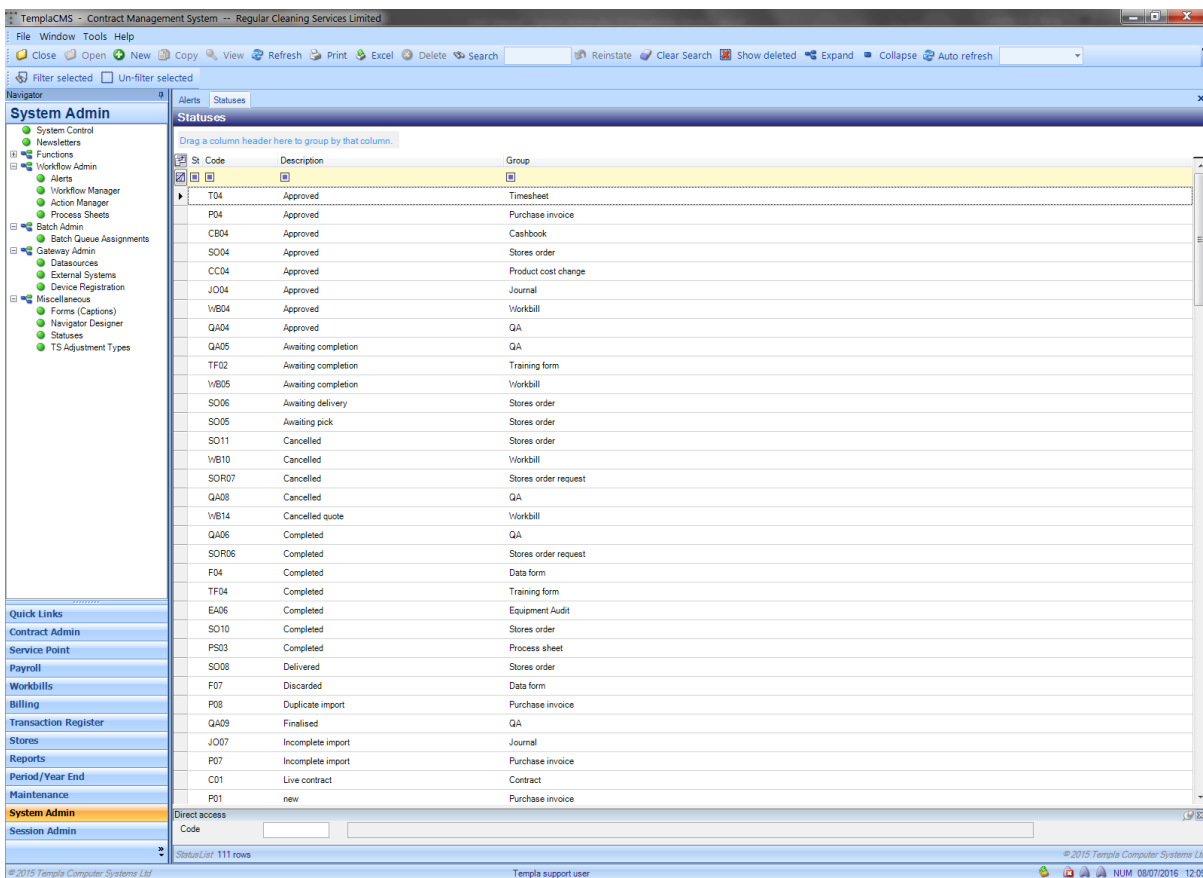 TemplaCMS - Contract Management System -- Regular Cleaning Services Limited
File Window Tools Help
Close Open New Copy View Refresh Print Excel Delete Search Reinstate Clear Search Show deleted Expand Collapse Auto refresh
Filter selected Un-filter selected
Navigator
System Admin
System Control
Newsletters
Functions
Workflow Admin
Alerts
Workflow Manager
Action Manager
Process Sheets
Batch Admin
Batch Queue Assignments
Gateway Admin
Datasources
External Systems
Device Registration
Miscellaneous
Forms (Captions)
Navigator Designer
Statuses
TS Adjustment Types
Quick Links
Contract Admin
Service Point
Payroll
Workbills
Billing
Transaction Register
Stores
Reports
Period/Year End
Maintenance
System Admin
Session Admin
Alerts Statuses
Statuses
Drag a column header here to group by that column.
St Code Description Group
T04 Approved Timesheet
P04 Approved Purchase invoice
CB04 Approved Cashbook
SO04 Approved Stores order
CC04 Approved Product cost change
JO04 Approved Journal
WB04 Approved Workbill
QA04 Approved QA
QA05 Awaiting completion QA
TF02 Awaiting completion Training form
WB05 Awaiting completion Workbill
SO06 Awaiting delivery Stores order
SO05 Awaiting pick Stores order
SO11 Cancelled Stores order
WB10 Cancelled Workbill
SOR07 Cancelled Stores order request
QA08 Cancelled QA
WB14 Cancelled quote Workbill
QA06 Completed QA
SOR06 Completed Stores order request
F04 Completed Data form
TF04 Completed Training form
EA06 Completed Equipment Audit
SO10 Completed Stores order
PS03 Completed Process sheet
SO08 Delivered Stores order
F07 Discarded Data form
P08 Duplicate import Purchase invoice
QA09 Finalised QA
JO07 Incomplete import Journal
P07 Incomplete import Purchase invoice
C01 Live contract Contract
P01 new Purchase invoice
Direct access
Code
StatusList 111 rows
© 2015 Templa Computer Systems Lt
© 2015 Templa Computer Systems Ltd
Templa support user
NUM 08/07/2016 12:0